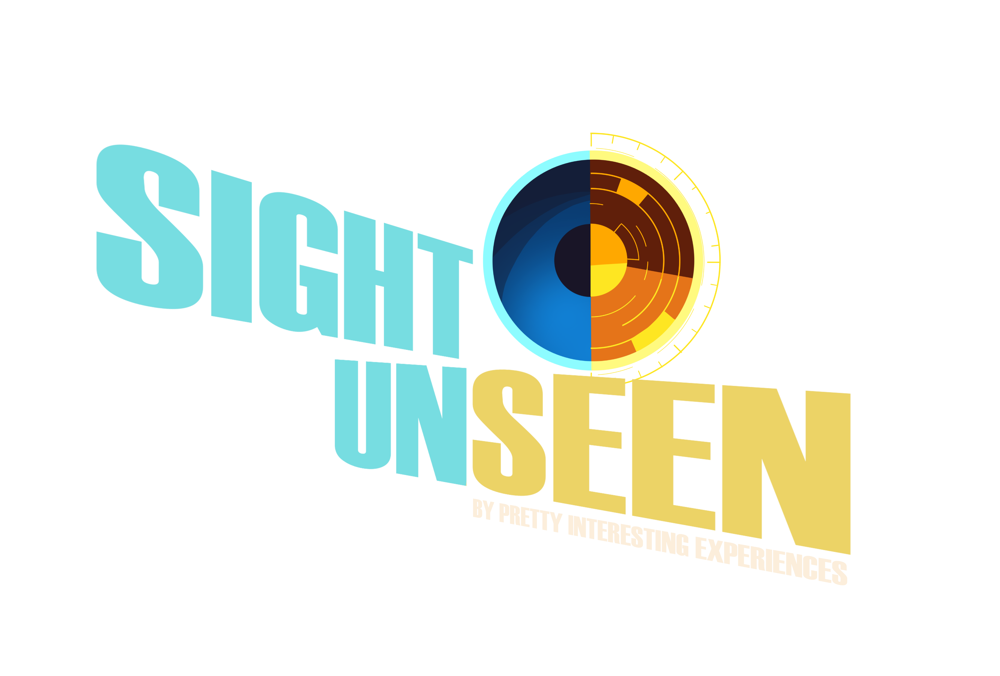 SIGHT
UNSEEN
BY PRETTY INTERESTING EXPERIENCES